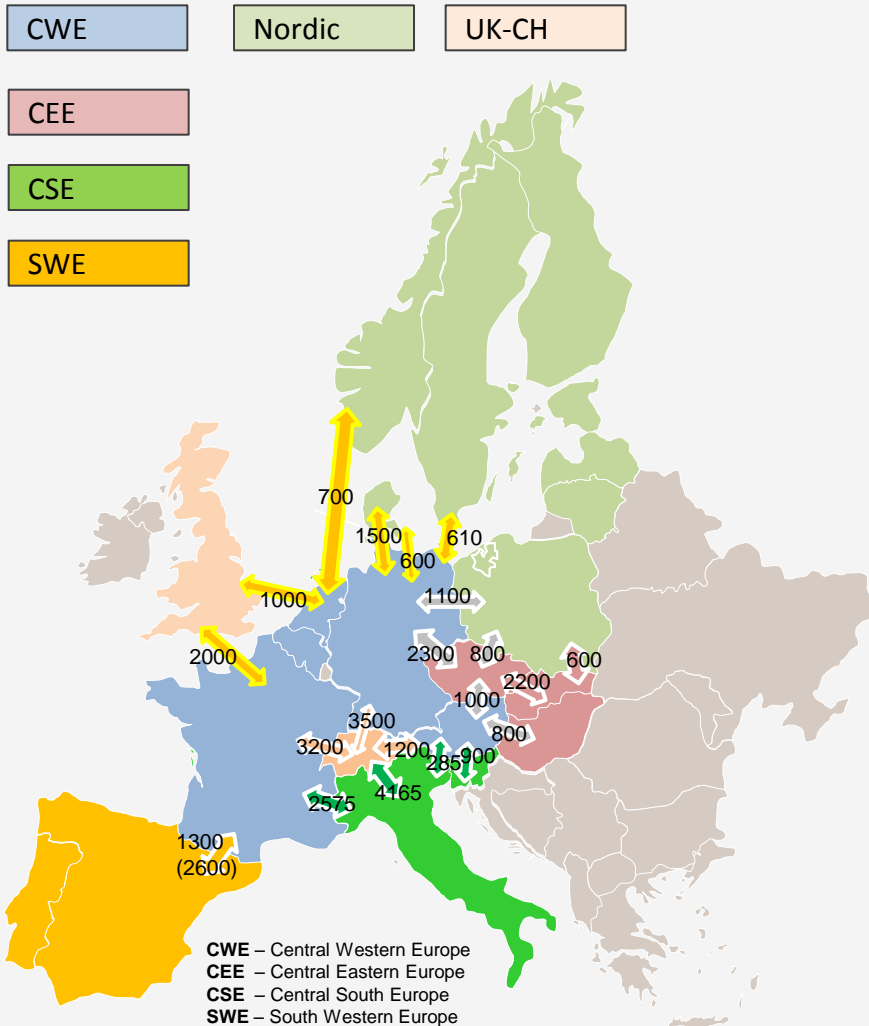 CWE
Nordic
UK-CH
CEE
CSE
SWE
700
1500
610
600
1000
1100
2000
2300
800
600
2200
1000
3500
800
3200
1200
900
285
4165
2575
1300
(2600)
CWE – Central Western Europe
CEE – Central Eastern Europe
CSE – Central South Europe
SWE – South Western Europe